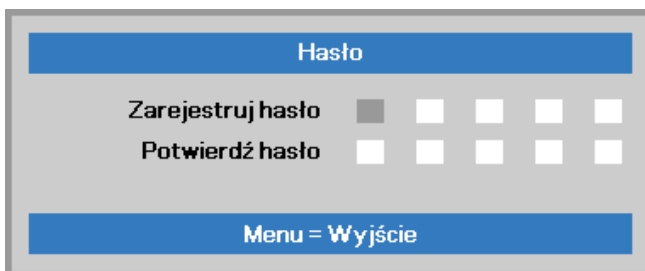 Hasło
Zarejestruj hasło
Potwierdź hasło
Menu = Wyjście